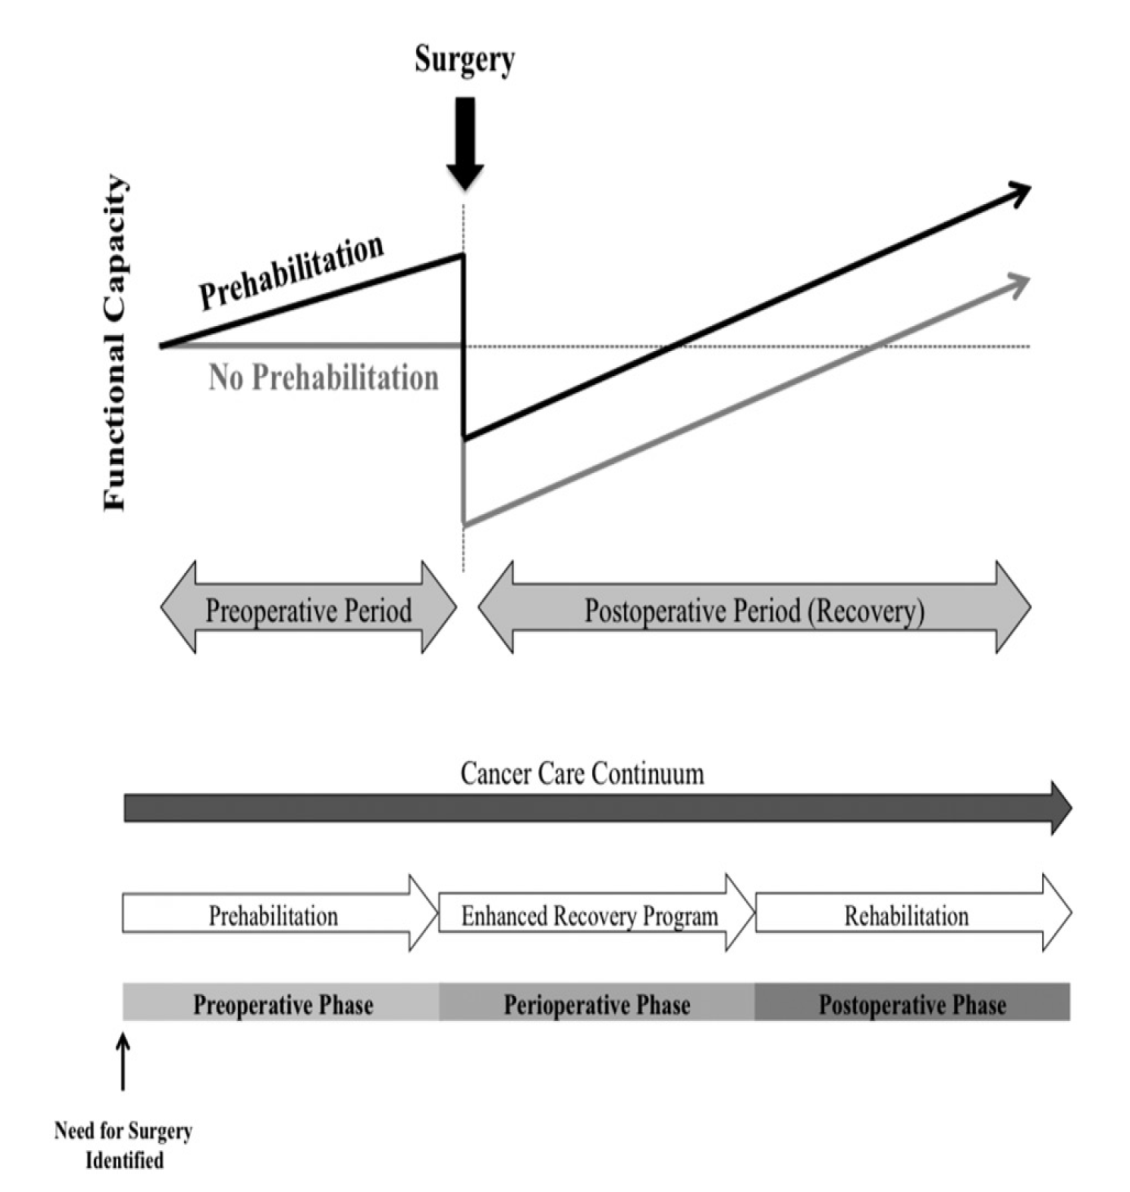 Surgery
Functional Capacity
Prehabilitation
No Prehabilitation
Preoperative Period
Postoperative Period (Recovery)
Cancer Care Continuum
Prehabilitation
Enhanced Recovery Program
Rehabilitation
Preoperative Phase
Perioperative Phase
Postoperative Phase
Need for Surgery
Identified